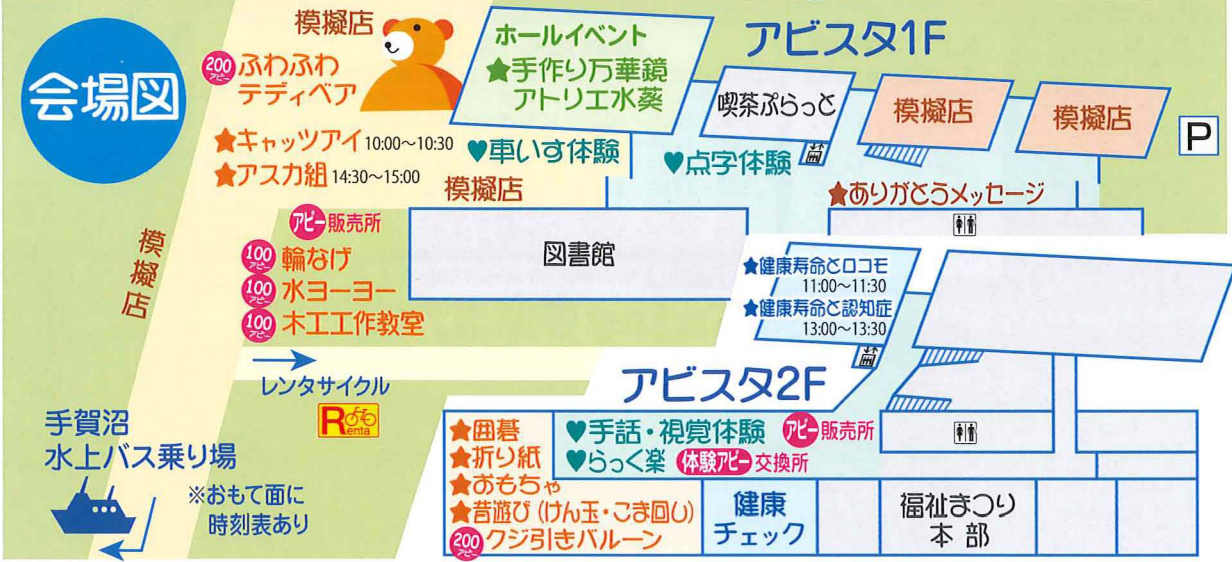 会場図
模擬店
200アピー ふわふわ
テディベア
★キャッツアイ 10:00～10:30
★アスカ組 14:30～15:00
模擬店
ホールイベント
★手作り万華鏡
アトリエ水葵
アビスタ1F
喫茶ぷらっと
模擬店
模擬店
P
♥車いす体験
♥点字体験
模擬店
★ありがとうメッセージ
図書館
アピー販売所
100アピー 輪なげ
100アピー 水ヨーヨー
100アピー 木工工作教室
レンタサイクル
Renta
手賀沼
水上バス乗り場
※おもて面に
時刻表あり
★健康寿命とロコモ
11:00～11:30
★健康寿命と認知症
13:00～13:30
アビスタ2F
★囲碁
★折り紙
★おもちゃ
★昔遊び(けん玉・こま回し)
200アピー クジ引きバルーン
♥手話・視覚体験 アピー販売所
♥らっく楽 体験アピー交換所
健康
チェック
福祉まつり
本部